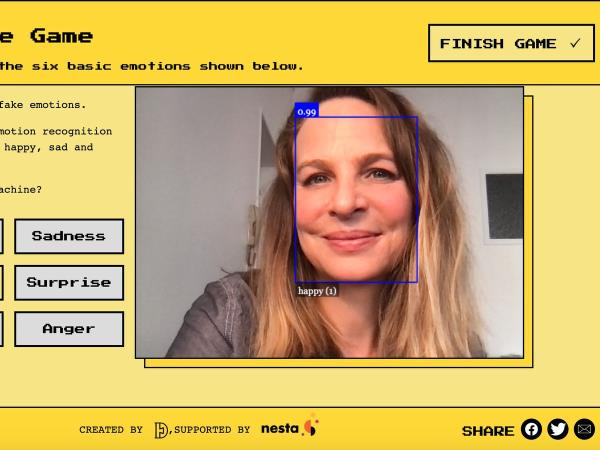 e Game
the six basic emotions shown below.
FINISH GAME ✓
fake emotions.
motion recognition
happy, sad and
achine?
Sadness
Surprise
Anger
0.99
happy (1)
CREATED BY D, SUPPORTED BY nesta
SHARE